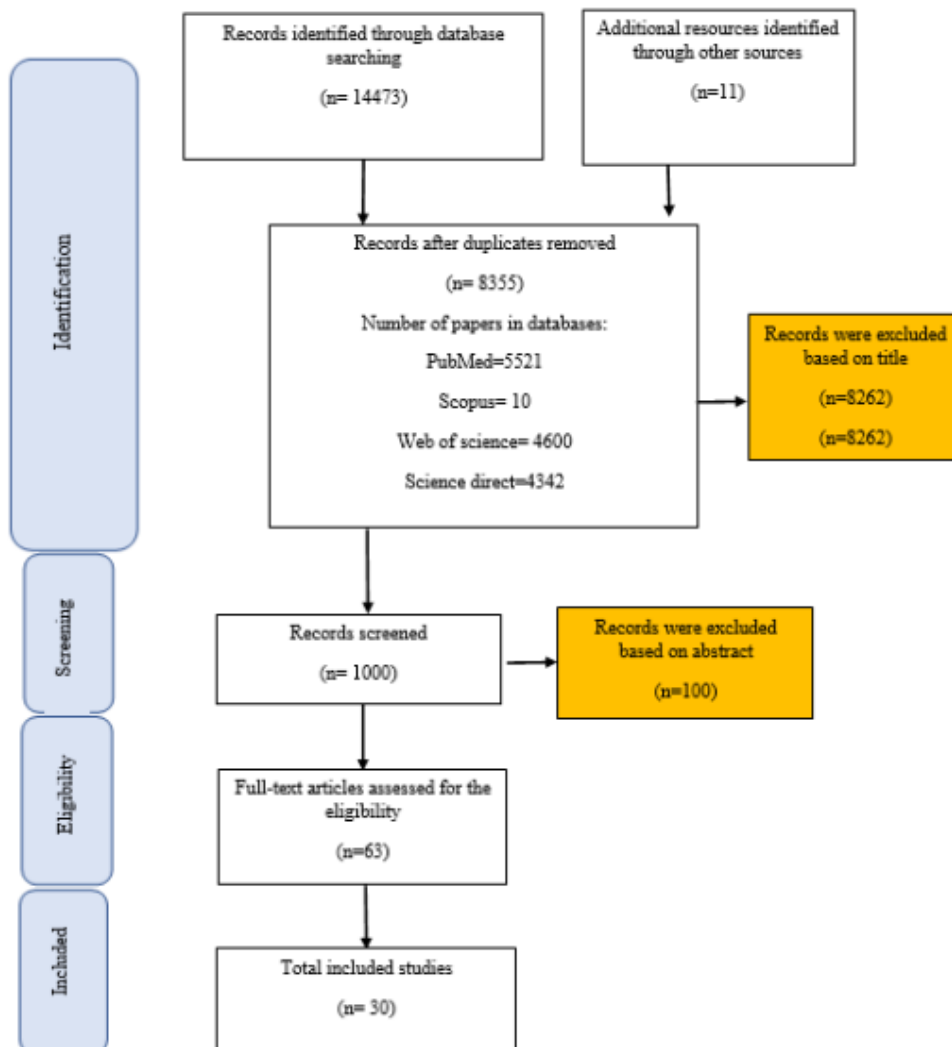 Records identified through database
searching
(n= 14473)
Additional resources identified
through other sources
(n=11)
Identification
Records after duplicates removed
(n= 8355)
Number of papers in databases:
PubMed=5521
Scopus= 10
Web of science= 4600
Science direct=4342
Records were excluded
based on title
(n=8262)
(n=8262)
Screening
Records screened
(n= 1000)
Records were excluded
based on abstract
(n=100)
Eligibility
Full-text articles assessed for the
eligibility
(n=63)
Included
Total included studies
(n= 30)